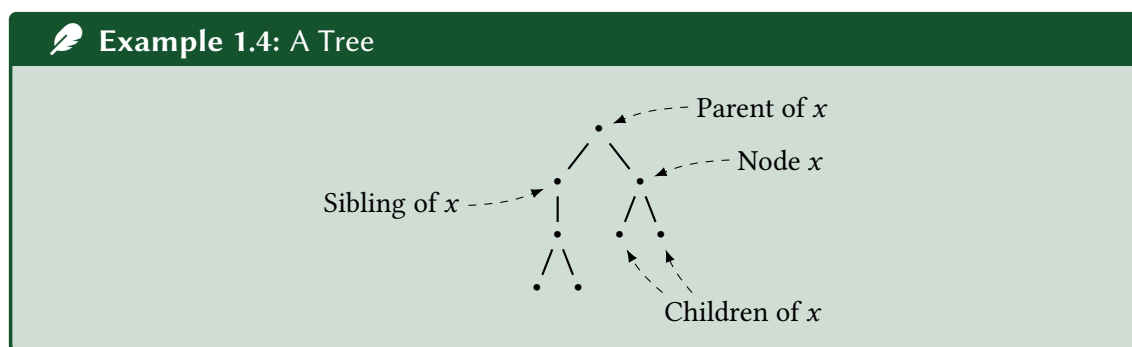 Example 1.4: A Tree
Parent of x
Node x
Sibling of x
Children of x